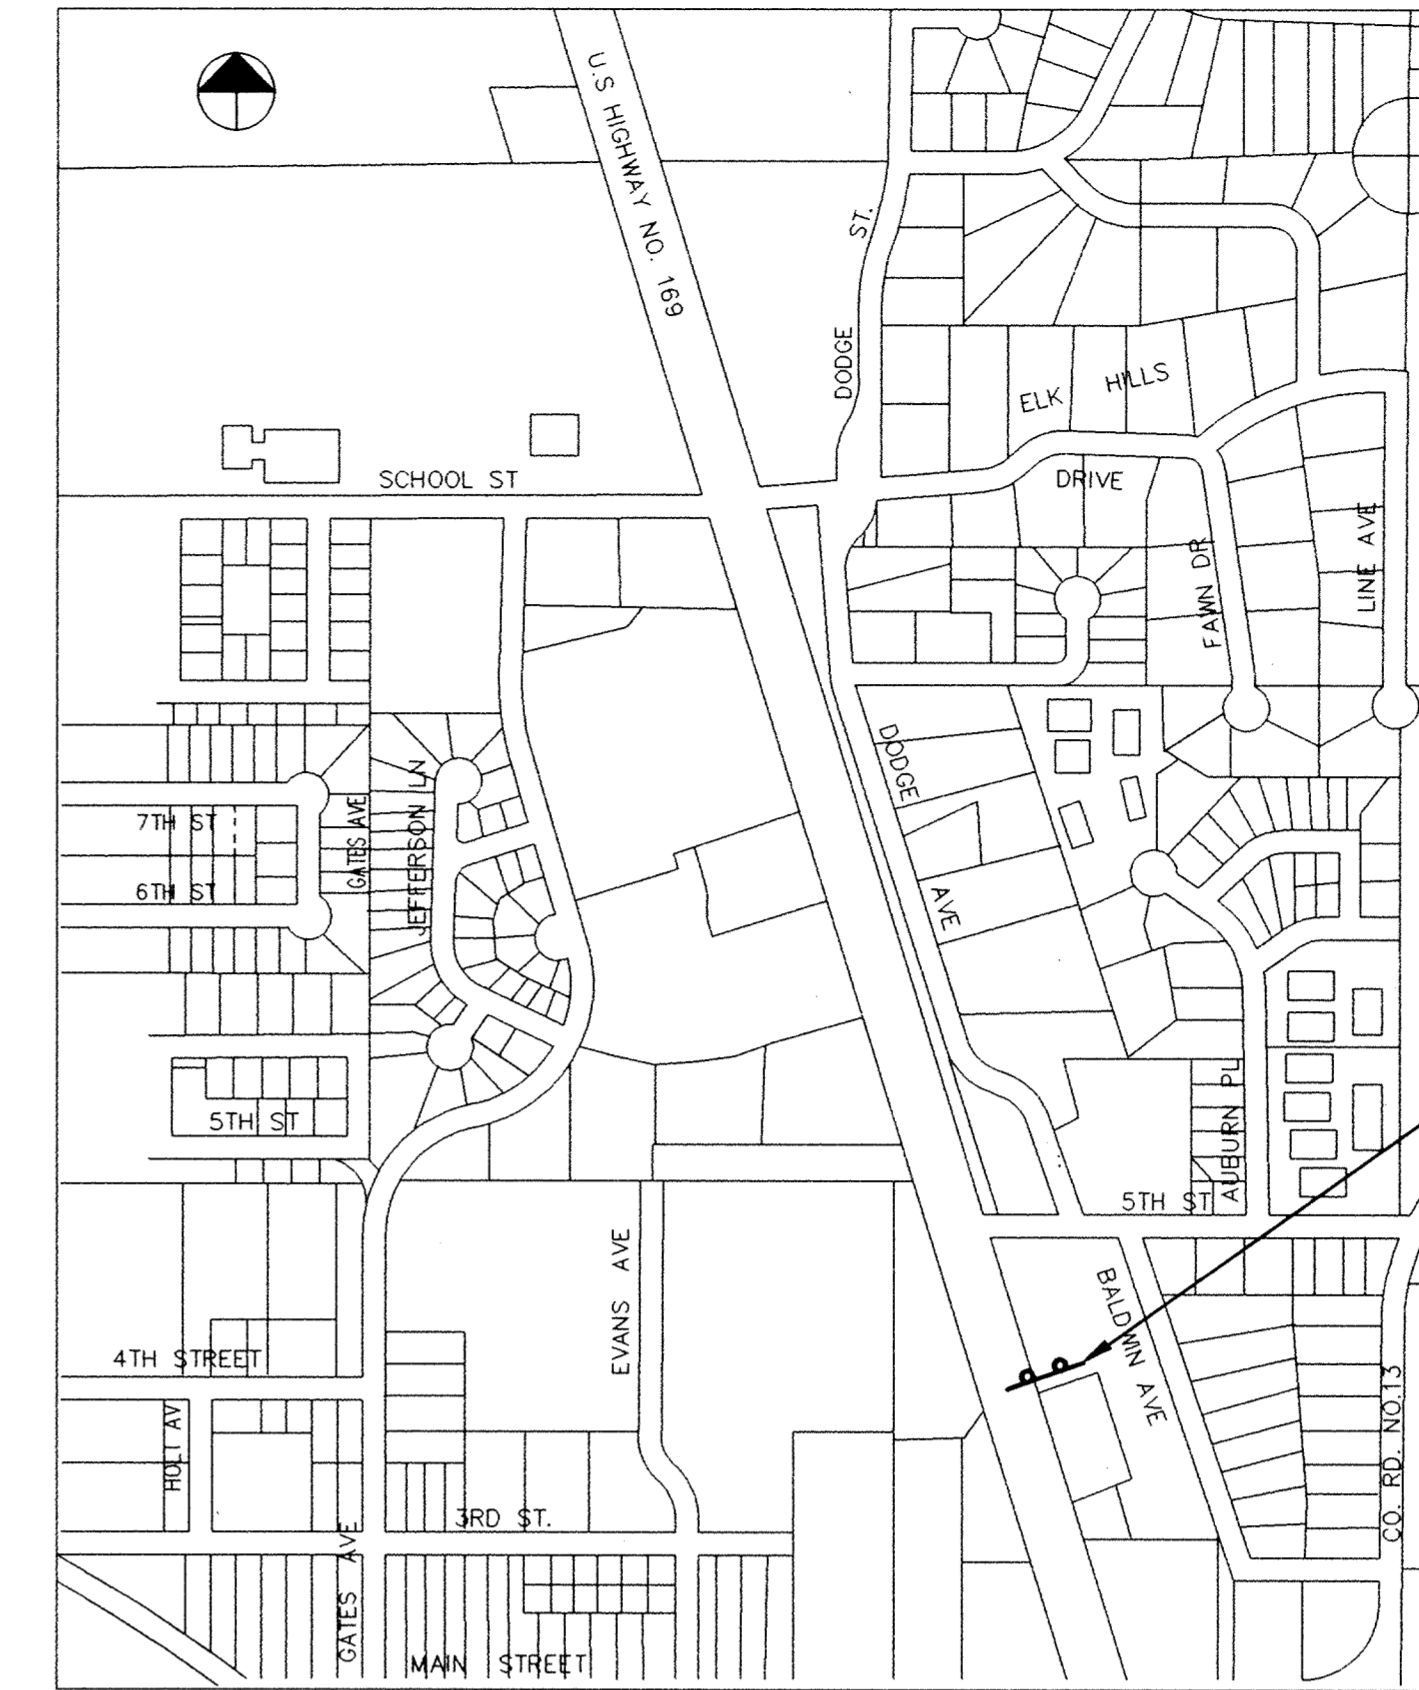 U.S HIGHWAY NO. 169
DODGE ST.
ELK HILLS
DRIVE
SCHOOL ST
FAWN DR
LINE AVE
DODGE AVE
7TH ST
6TH ST
GATES AVE
JEFFERSON LN
5TH ST
AUBURN PL
5TH ST
EVANS AVE
BALDWIN AVE
4TH STREET
HOLT AV
CO. RD. NO.13
3RD ST.
GATES AVE
MAIN STREET